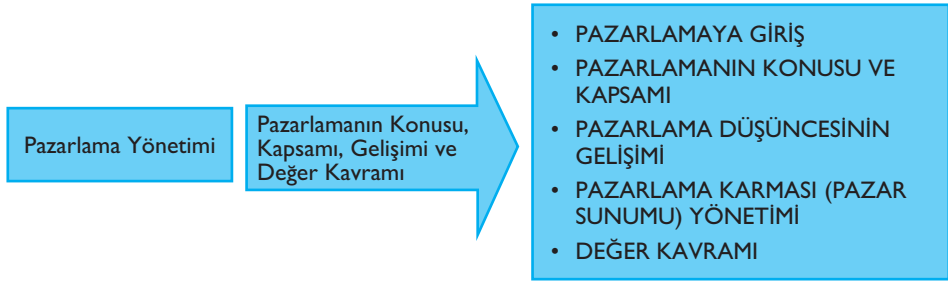 Pazarlama Yönetimi
Pazarlamanın Konusu,
Kapsamı, Gelişimi ve
Değer Kavramı
• PAZARLAMAYA GİRİŞ
• PAZARLAMANIN KONUSU VE
KAPSAMI
• PAZARLAMA DÜŞÜNCESİNİN
GELİŞİMİ
• PAZARLAMA KARMASI (PAZAR
SUNUMU) YÖNETİMİ
• DEĞER KAVRAMI